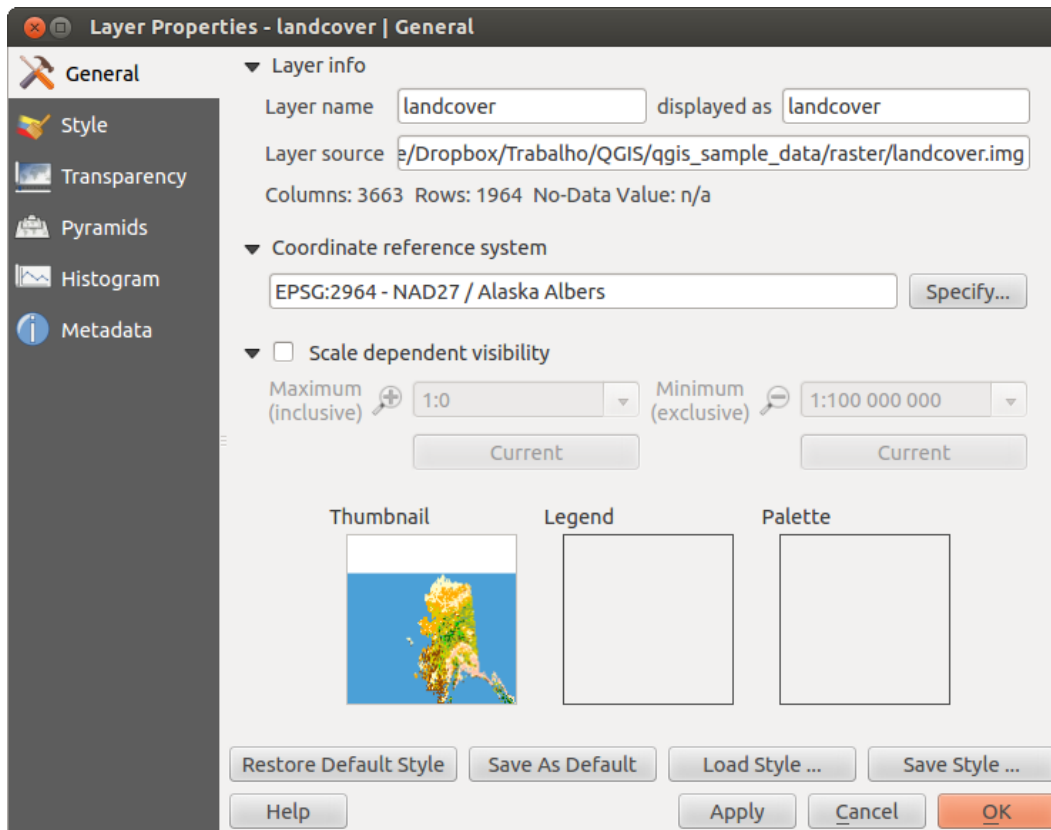 Layer Properties - landcover | General
General
Style
Transparency
Pyramids
Histogram
Metadata
Layer info
Layer name landcover displayed as landcover
Layer source e/Dropbox/Trabalho/QGIS/qgis_sample_data/raster/landcover.img
Columns: 3663 Rows: 1964 No-Data Value: n/a
Coordinate reference system
EPSG:2964 - NAD27 / Alaska Albers Specify...
Scale dependent visibility
Maximum (inclusive) 1:0 Minimum (exclusive) 1:100 000 000
Current Current
Thumbnail Legend Palette
Restore Default Style Save As Default Load Style ... Save Style ...
Help Apply Cancel OK